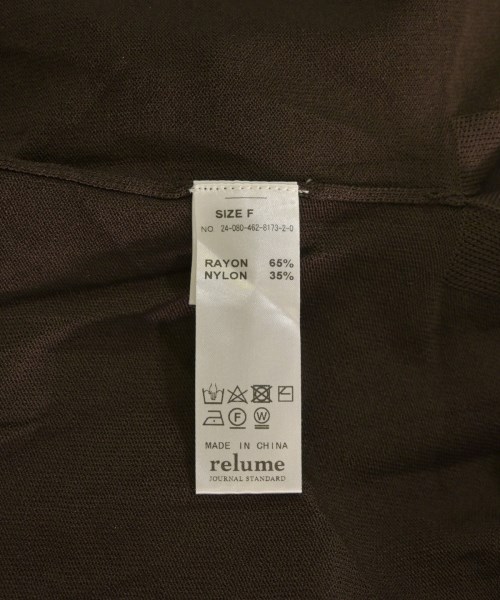 SIZE F
NO 24-080-462-8173-2-0
RAYON 65%
NYLON 35%
F W
MADE IN CHINA
relume
JOURNAL STANDARD